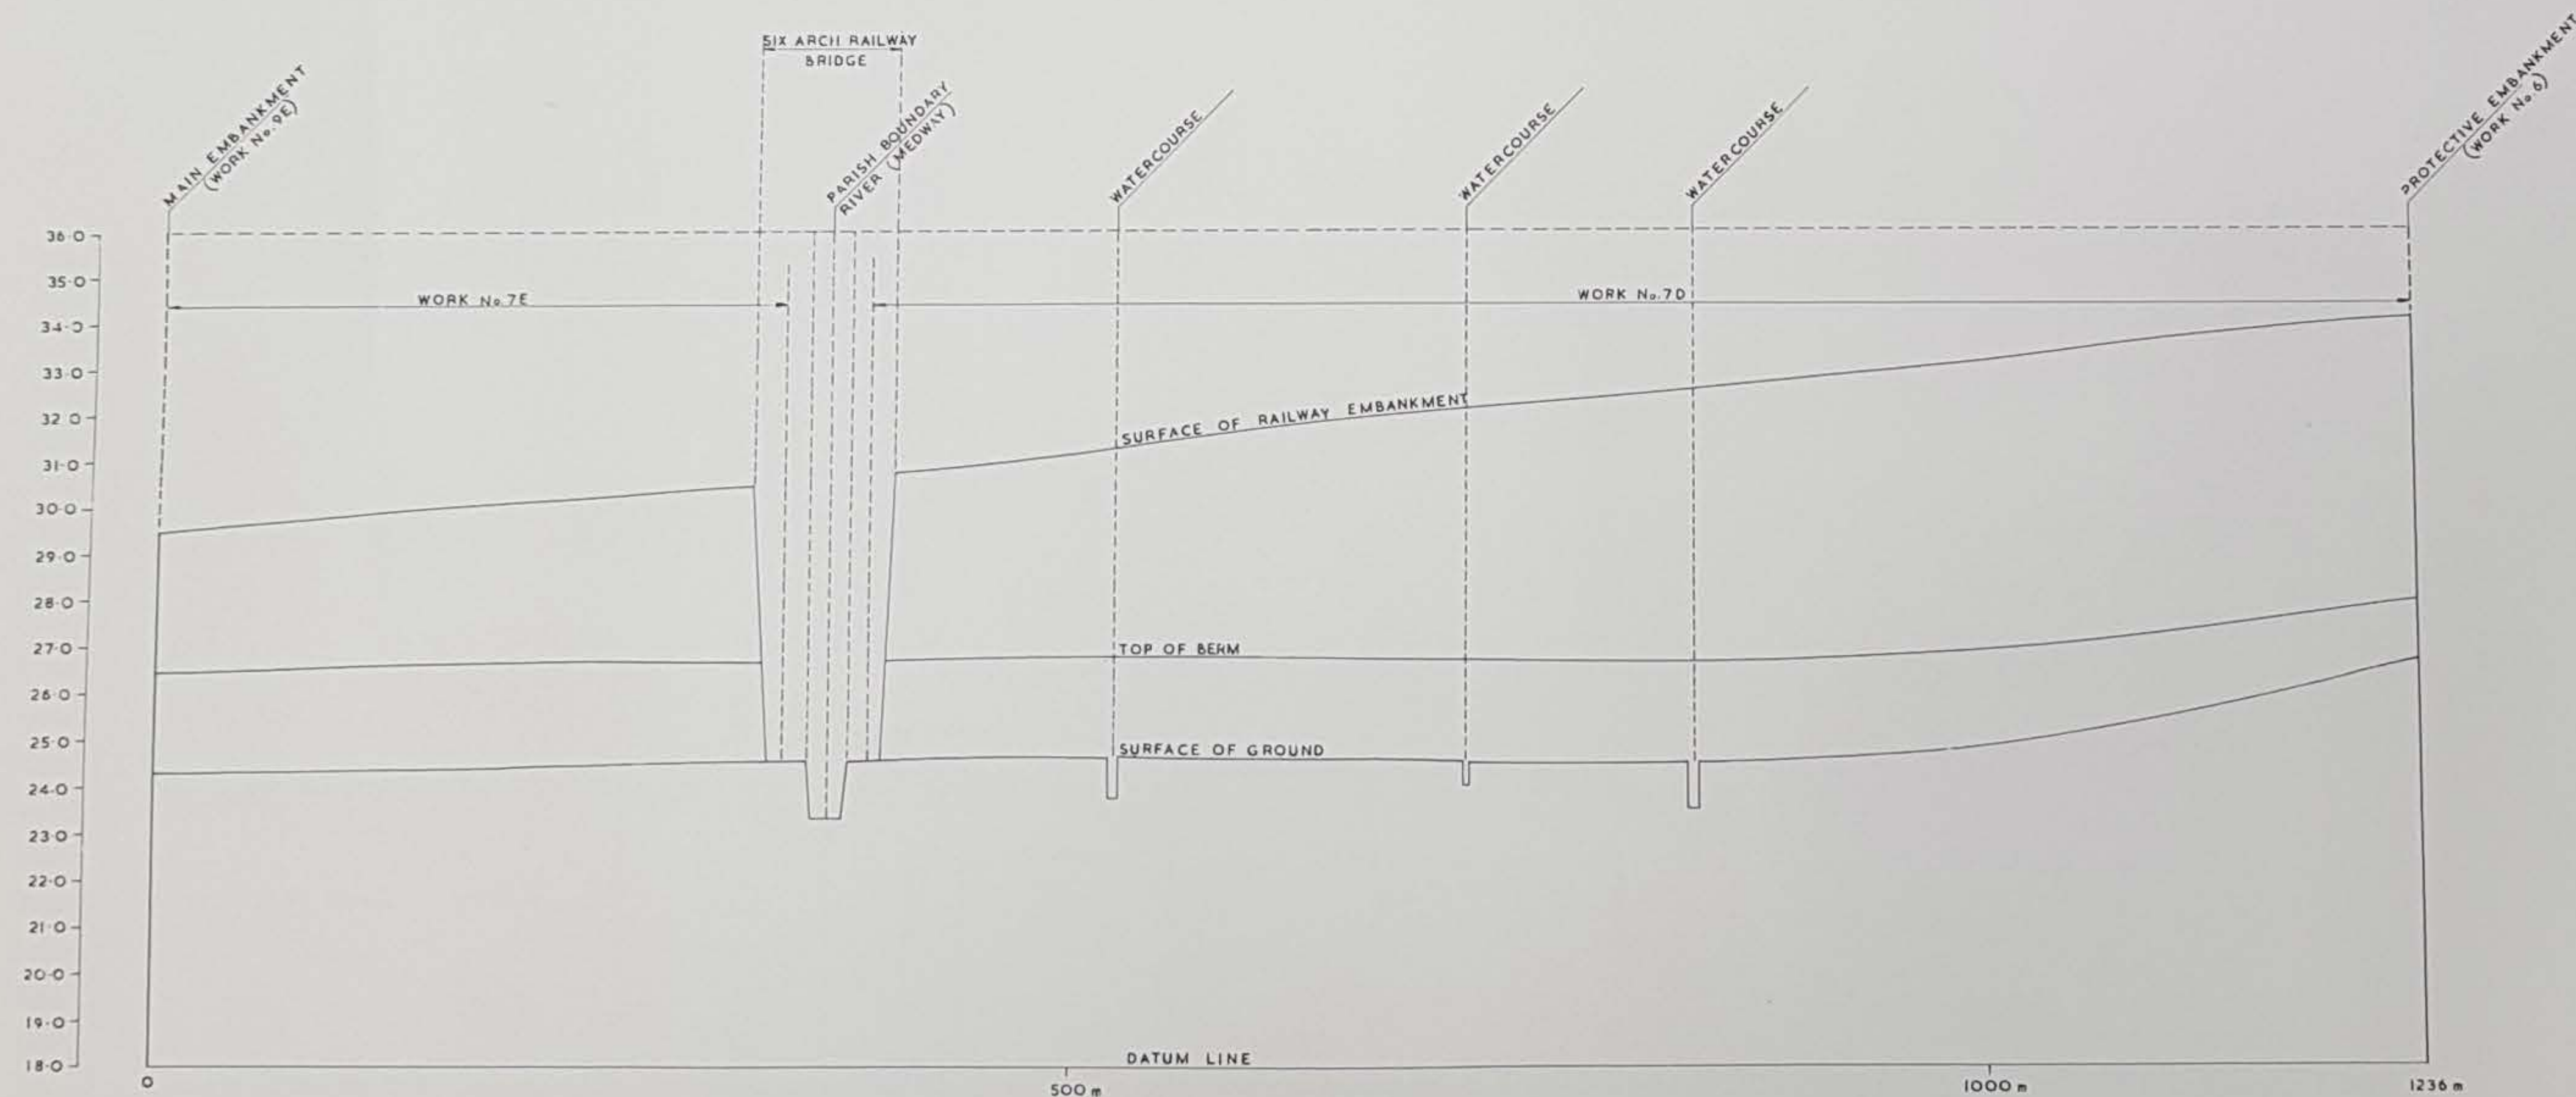 SIX ARCH RAILWAY
BRIDGE
MAIN EMBANKMENT
(WORK No.9E)
PARISH BOUNDARY
RIVER (MEDWAY)
WATERCOURSE
WATERCOURSE
WATERCOURSE
PROTECTIVE EMBANKMENT
(WORK No.6)
36·0
35·0
34·0
33·0
32·0
31·0
30·0
29·0
28·0
27·0
26·0
25·0
24·0
23·0
22·0
21·0
20·0
19·0
18·0
WORK No.7E
WORK No.7D
SURFACE OF RAILWAY EMBANKMENT
TOP OF BERM
SURFACE OF GROUND
DATUM LINE
0
500 m
1000 m
1236 m